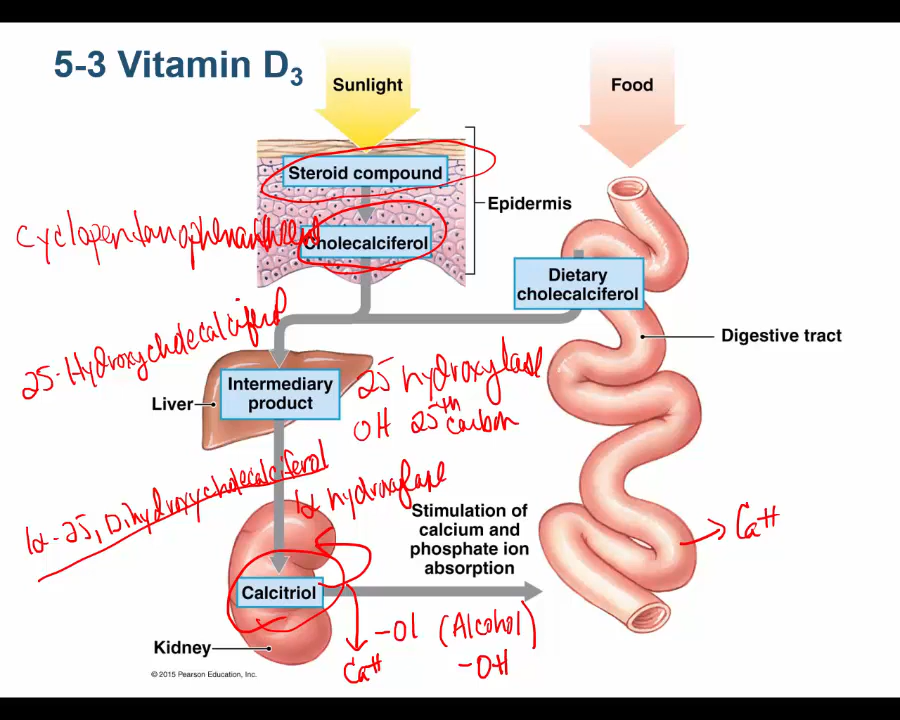 5-3 Vitamin D3
Sunlight
Food
Steroid compound
Epidermis
Cholecalciferol
Dietary
cholecalciferol
25-Hydroxycholecalciferol
Digestive tract
Intermediary
product
Liver
25 hydroxylase
OH 25th carbon
1α-25, Dihydroxycholecalciferol
1α hydroxylase
Stimulation of
calcium and
phosphate ion
absorption
Ca++
Calcitriol
-Ol (Alcohol)
-OH
Kidney
Ca++
© 2015 Pearson Education, Inc.